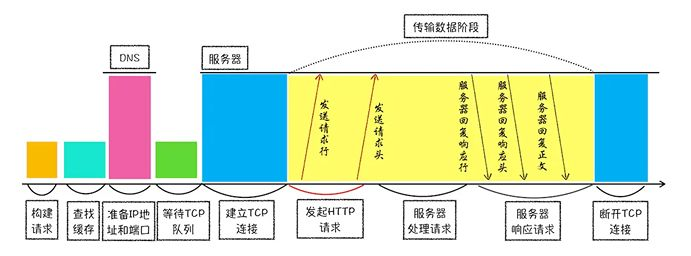 传输数据阶段
DNS
服务器
发送请求行
发送请求头
服务器回复响应行
服务器回复响应头
服务器回复正文
构建
请求
查找
缓存
准备IP地
址和端口
等待TCP
队列
建立TCP
连接
发起HTTP
请求
服务器
处理请求
服务器
响应请求
断开TCP
连接